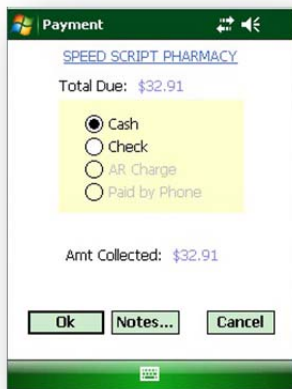 Payment
SPEED SCRIPT PHARMACY
Total Due: $32.91
Cash
Check
AR Charge
Paid by Phone
Amt Collected: $32.91
Ok Notes... Cancel